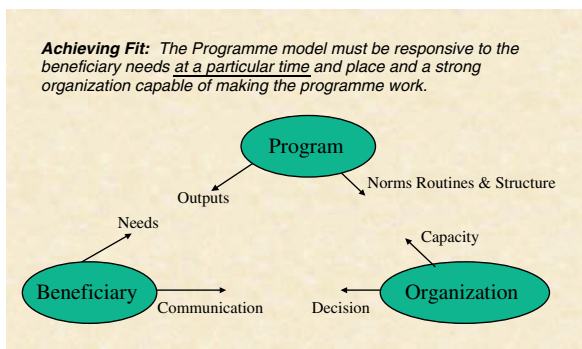 Achieving Fit: The Programme model must be responsive to the
beneficiary needs at a particular time and place and a strong
organization capable of making the programme work.
Program
Outputs
Norms Routines & Structure
Needs
Capacity
Beneficiary
Organization
Communication
Decision